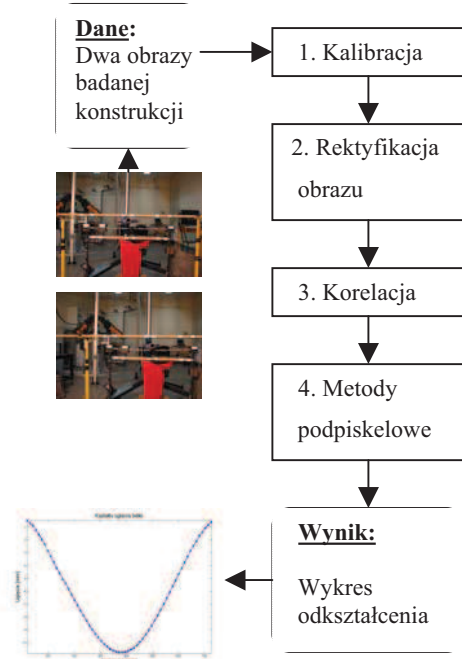 Dane:
Dwa obrazy
badanej
konstrukcji
1. Kalibracja
2. Rektyfikacja
obrazu
3. Korelacja
4. Metody
podpiskelowe
Wynik:
Wykres
odkształcenia